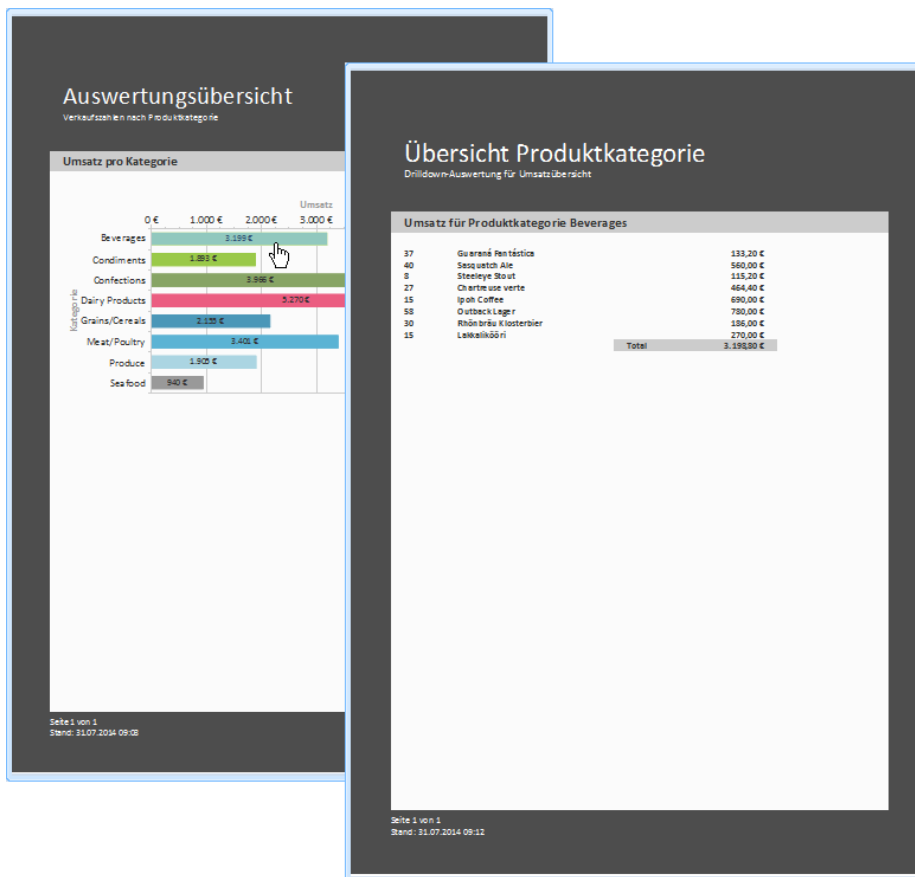 Auswertungsübersicht
Verkaufszahlen nach Produktkategorie
Umsatz pro Kategorie
Umsatz
0 € 1.000 € 2.000 € 3.000 €
Kategorie
Beverages 3.199 €
Condiments 1.893 €
Confections 3.966 €
Dairy Products 5.270 €
Grains/Cereals 2.155 €
Meat/Poultry 3.401 €
Produce 1.905 €
Seafood 940 €
Seite 1 von 1
Stand: 31.07.2014 09:08
Übersicht Produktkategorie
Drilldown-Auswertung für Umsatzübersicht
Umsatz für Produktkategorie Beverages
37 Guaraná Fantástica 133,20 €
40 Sasquatch Ale 560,00 €
8 Steeleye Stout 115,20 €
27 Chartreuse verte 464,40 €
15 Ipoh Coffee 690,00 €
58 Outback Lager 780,00 €
30 Rhönbräu Klosterbier 186,00 €
15 Lakkalikööri 270,00 €
Total 3.198,80 €
Seite 1 von 1
Stand: 31.07.2014 09:12